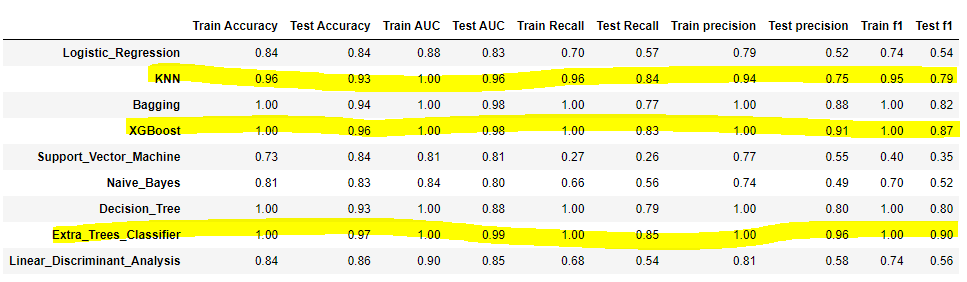 Train Accuracy Test Accuracy Train AUC Test AUC Train Recall Test Recall Train precision Test precision Train f1 Test f1
Logistic_Regression 0.84 0.84 0.88 0.83 0.70 0.57 0.79 0.52 0.74 0.54
KNN 0.96 0.93 1.00 0.96 0.96 0.84 0.94 0.75 0.95 0.79
Bagging 1.00 0.94 1.00 0.98 1.00 0.77 1.00 0.88 1.00 0.82
XGBoost 1.00 0.96 1.00 0.98 1.00 0.83 1.00 0.91 1.00 0.87
Support_Vector_Machine 0.73 0.84 0.81 0.81 0.27 0.26 0.77 0.55 0.40 0.35
Naive_Bayes 0.81 0.83 0.84 0.80 0.66 0.56 0.74 0.49 0.70 0.52
Decision_Tree 1.00 0.93 1.00 0.88 1.00 0.79 1.00 0.80 1.00 0.80
Extra_Trees_Classifier 1.00 0.97 1.00 0.99 1.00 0.85 1.00 0.96 1.00 0.90
Linear_Discriminant_Analysis 0.84 0.86 0.90 0.85 0.68 0.54 0.81 0.58 0.74 0.56